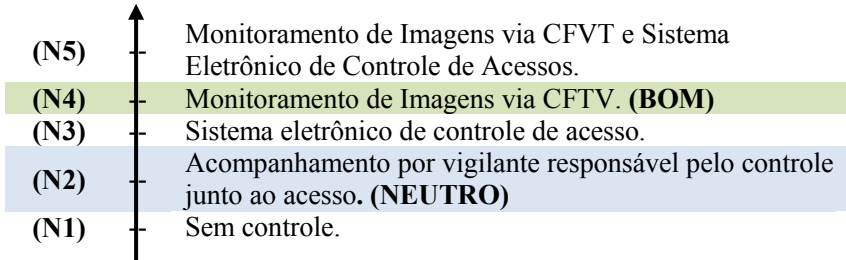 (N5) Monitoramento de Imagens via CFVT e Sistema
Eletrônico de Controle de Acessos.
(N4) Monitoramento de Imagens via CFTV. (BOM)
(N3) Sistema eletrônico de controle de acesso.
(N2) Acompanhamento por vigilante responsável pelo controle
junto ao acesso. (NEUTRO)
(N1) Sem controle.